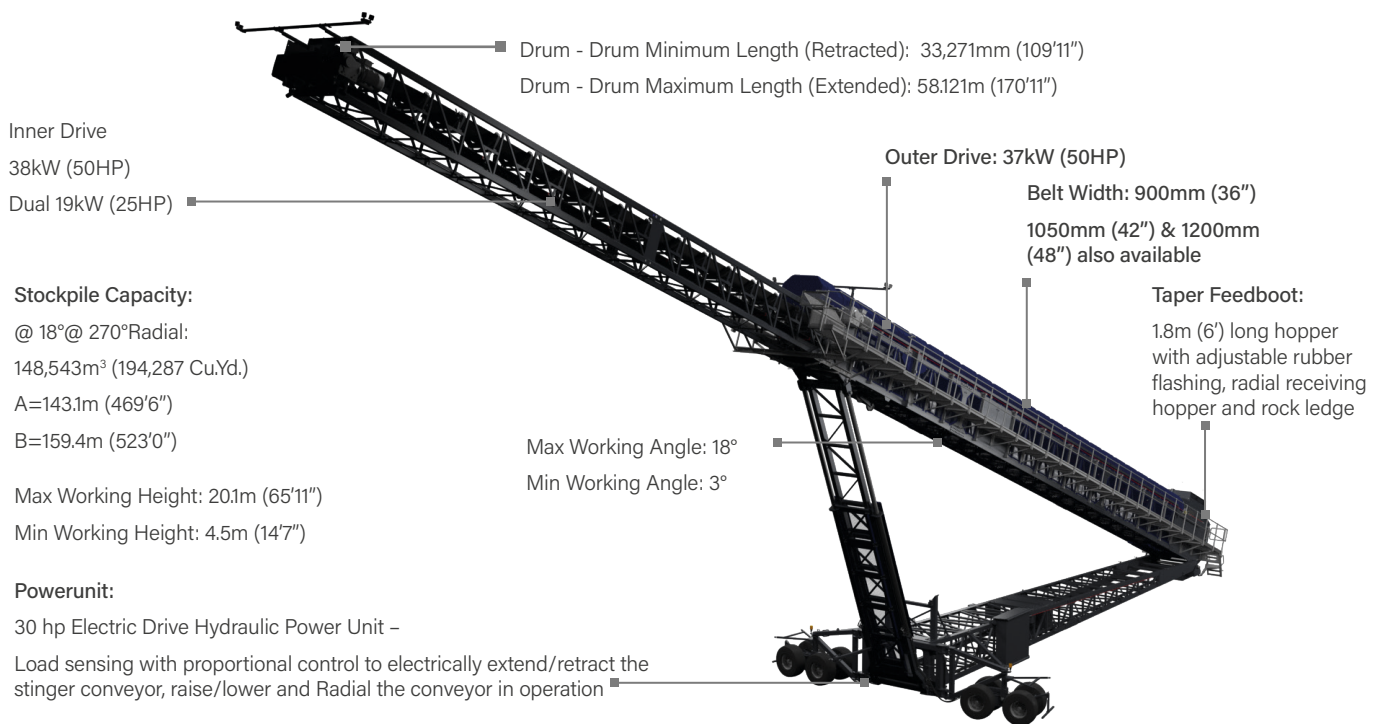 Drum - Drum Minimum Length (Retracted): 33,271mm (109'11")
Drum - Drum Maximum Length (Extended): 58.121m (170'11")
Inner Drive
38kW (50HP)
Dual 19kW (25HP)
Outer Drive: 37kW (50HP)
Belt Width: 900mm (36")
1050mm (42") & 1200mm
(48") also available
Taper Feedboot:
1.8m (6') long hopper
with adjustable rubber
flashing, radial receiving
hopper and rock ledge
Stockpile Capacity:
@ 18°@ 270°Radial:
148,543m³ (194,287 Cu.Yd.)
A=143.1m (469'6")
B=159.4m (523'0")
Max Working Angle: 18°
Min Working Angle: 3°
Max Working Height: 20.1m (65'11")
Min Working Height: 4.5m (14'7")
Powerunit:
30 hp Electric Drive Hydraulic Power Unit –
Load sensing with proportional control to electrically extend/retract the
stinger conveyor, raise/lower and Radial the conveyor in operation